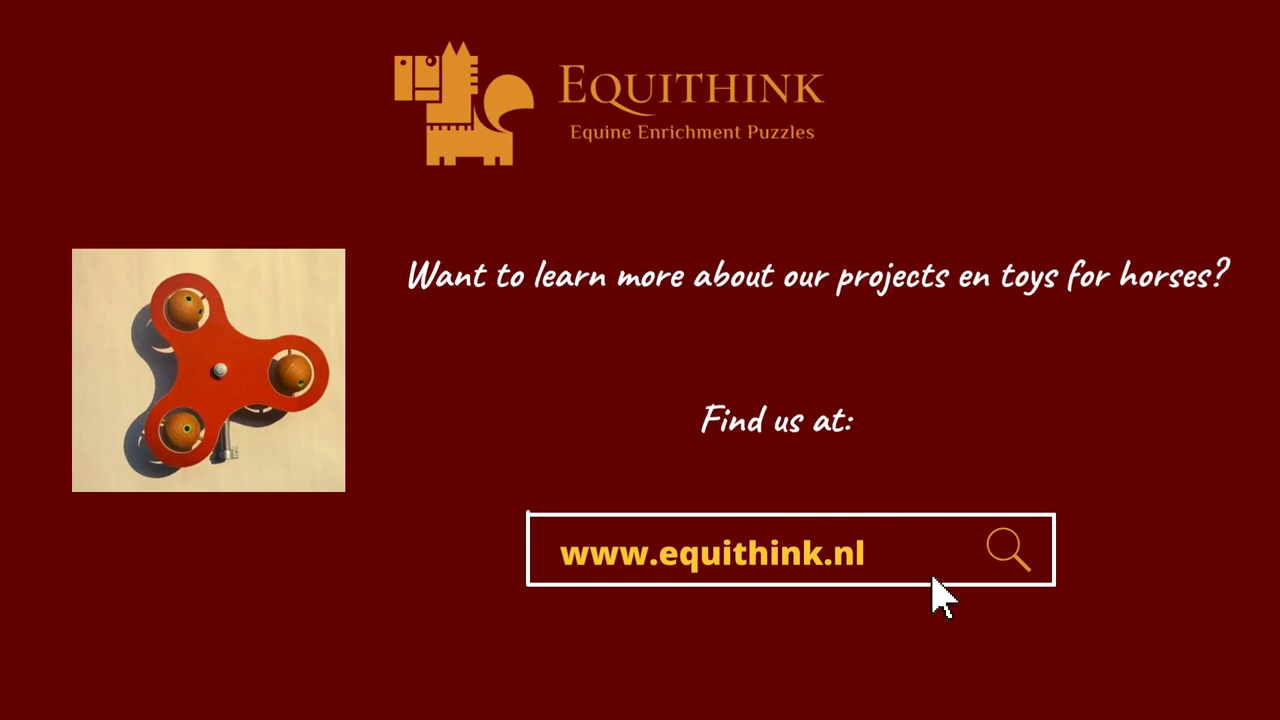 EQUITHINK
Equine Enrichment Puzzles
Want to learn more about our projects en toys for horses?
Find us at:
www.equithink.nl